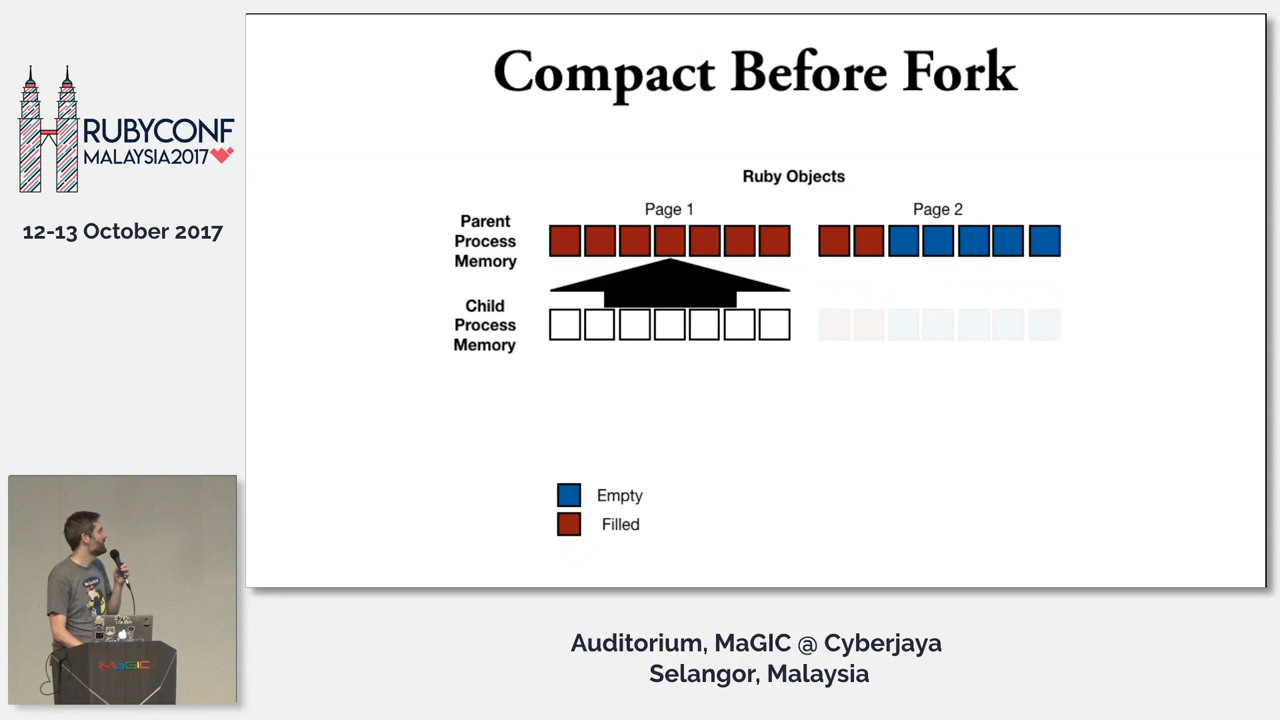 RUBYCONF
MALAYSIA2017
12-13 October 2017
Compact Before Fork
Ruby Objects
Page 1
Page 2
Parent
Process
Memory
Child
Process
Memory
Empty
Filled
MaGIC
Auditorium, MaGIC @ Cyberjaya
Selangor, Malaysia